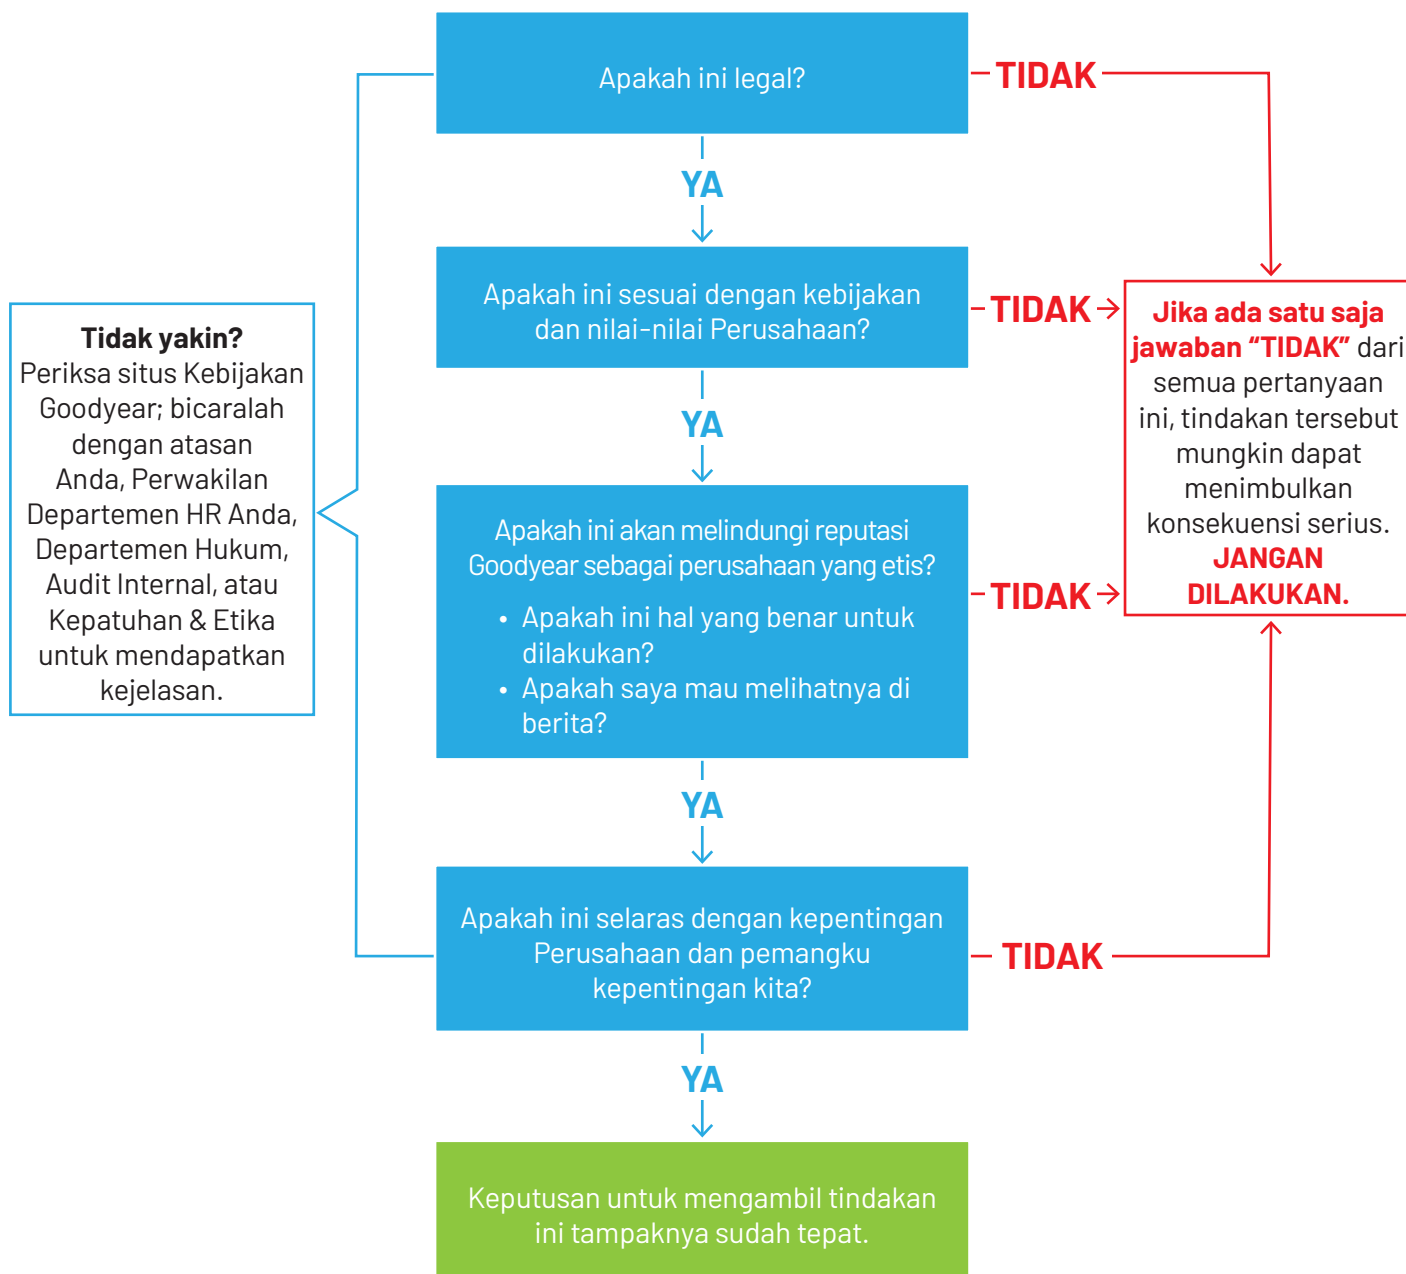 Apakah ini legal?
TIDAK
YA
Apakah ini sesuai dengan kebijakan
dan nilai-nilai Perusahaan?
TIDAK
YA
Tidak yakin?
Periksa situs Kebijakan
Goodyear; bicaralah
dengan atasan
Anda, Perwakilan
Departemen HR Anda,
Departemen Hukum,
Audit Internal, atau
Kepatuhan & Etika
untuk mendapatkan
kejelasan.
Jika ada satu saja
jawaban “TIDAK” dari
semua pertanyaan
ini, tindakan tersebut
mungkin dapat
menimbulkan
konsekuensi serius.
JANGAN
DILAKUKAN.
Apakah ini akan melindungi reputasi
Goodyear sebagai perusahaan yang etis?
• Apakah ini hal yang benar untuk
dilakukan?
• Apakah saya mau melihatnya di
berita?
TIDAK
YA
Apakah ini selaras dengan kepentingan
Perusahaan dan pemangku
kepentingan kita?
TIDAK
YA
Keputusan untuk mengambil tindakan
ini tampaknya sudah tepat.